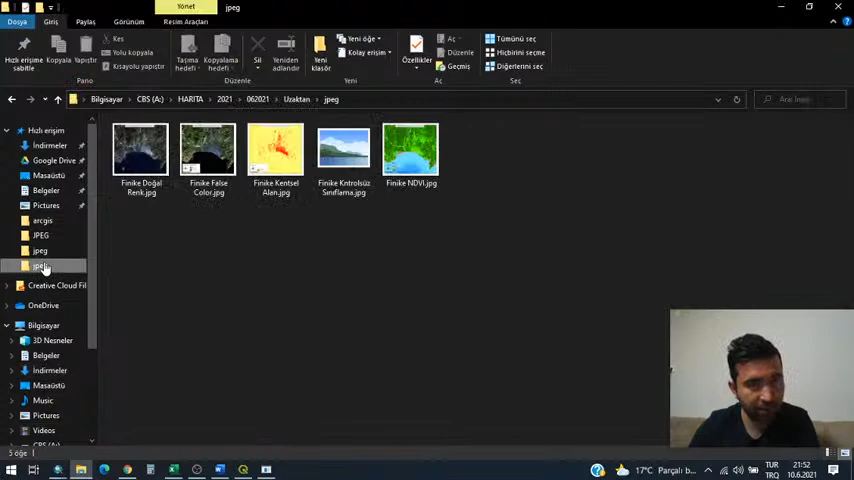 Yönet
jpeg
Dosya
Giriş
Paylaş
Görünüm
Resim Araçları
Hızlı erişime sabitle
Kopyala
Yapıştır
Kes
Yolu kopyala
Kısayolu yapıştır
Taşıma hedefi
Kopyalama hedefi
Sil
Yeniden adlandır
Yeni klasör
Yeni öğe
Kolay erişim
Özellikler
Aç
Düzenle
Geçmiş
Tümünü seç
Hiçbirini seçme
Diğerlerini seç
Pano
Düzenle
Yeni
Aç
Seç
Bilgisayar > CBS (A:) > HARITA > 2021 > 062021 > Uzaktan > jpeg
Hızlı erişim
İndirmeler
Google Drive
Masaüstü
Belgeler
Pictures
arcgis
JPEG
jpeg
Creative Cloud Fil
OneDrive
Bilgisayar
3D Nesneler
Belgeler
İndirmeler
Masaüstü
Music
Pictures
Videos
CBS (A:)
Finike Doğal Renk.jpg
Finike False Color.jpg
Finike Kentsel Alan.jpg
Finike Kntrolsüz Sınıflama.jpg
Finike NDVI.jpg
5 öğe
17°C Parçalı b...
TUR
TRQ
21:52
10.6.2021